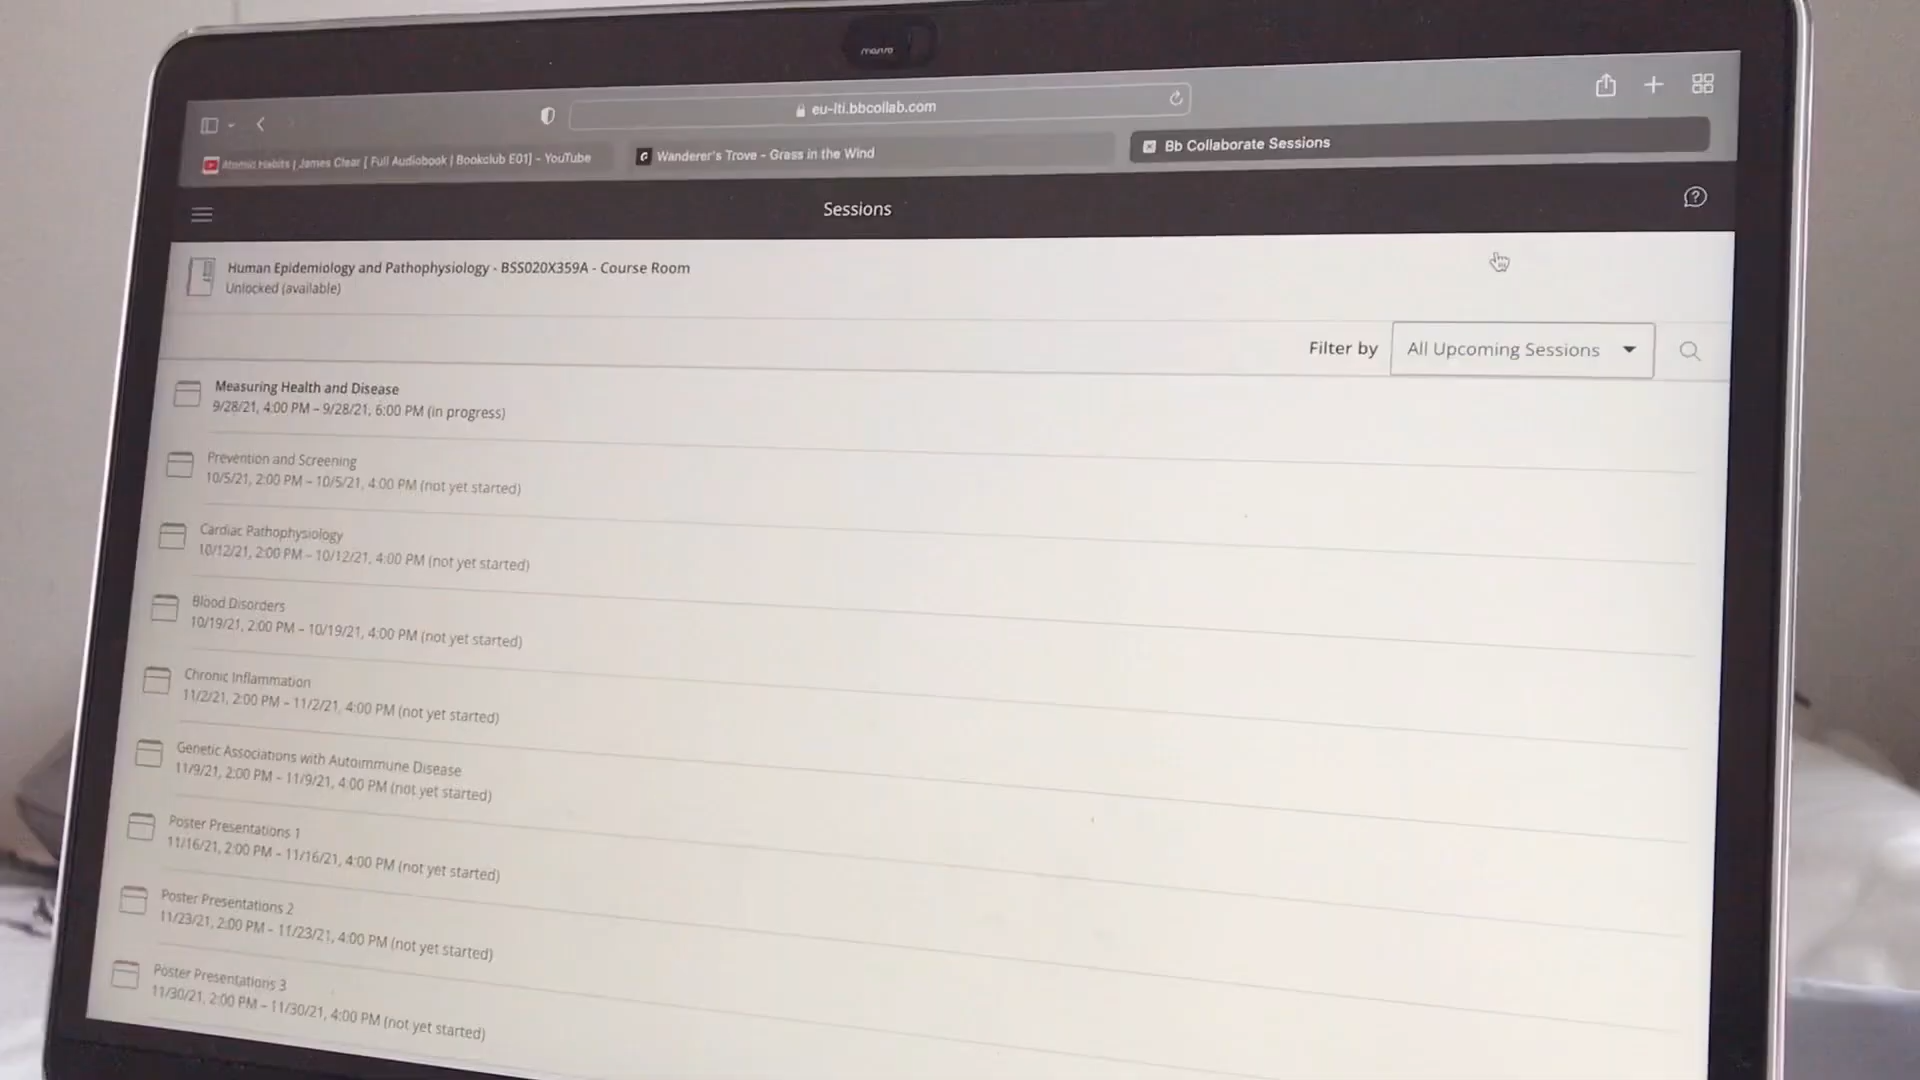 eu-lti.bbcollab.com
Atomic Habits | James Clear [ Full Audiobook | Bookclub E01] - YouTube
Wanderer's Trove - Grass in the Wind
Bb Collaborate Sessions
Sessions
Human Epidemiology and Pathophysiology - BSS020X359A - Course Room
Unlocked (available)
Filter by
All Upcoming Sessions
Measuring Health and Disease
9/28/21, 4:00 PM – 9/28/21, 6:00 PM (in progress)
Prevention and Screening
10/5/21, 2:00 PM – 10/5/21, 4:00 PM (not yet started)
Cardiac Pathophysiology
10/12/21, 2:00 PM – 10/12/21, 4:00 PM (not yet started)
Blood Disorders
10/19/21, 2:00 PM – 10/19/21, 4:00 PM (not yet started)
Chronic Inflammation
11/2/21, 2:00 PM – 11/2/21, 4:00 PM (not yet started)
Genetic Associations with Autoimmune Disease
11/9/21, 2:00 PM – 11/9/21, 4:00 PM (not yet started)
Poster Presentations 1
11/16/21, 2:00 PM – 11/16/21, 4:00 PM (not yet started)
Poster Presentations 2
11/23/21, 2:00 PM – 11/23/21, 4:00 PM (not yet started)
Poster Presentations 3
11/30/21, 2:00 PM – 11/30/21, 4:00 PM (not yet started)